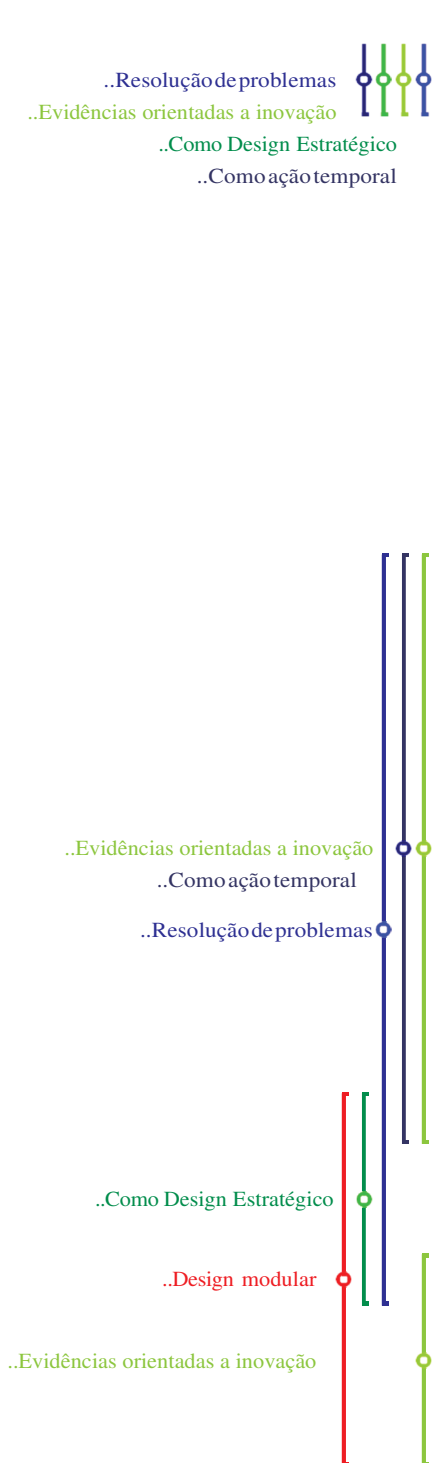 ..Resolução de problemas
..Evidências orientadas a inovação
..Como Design Estratégico
..Como ação temporal
..Evidências orientadas a inovação
..Como ação temporal
..Resolução de problemas
..Como Design Estratégico
..Design modular
..Evidências orientadas a inovação